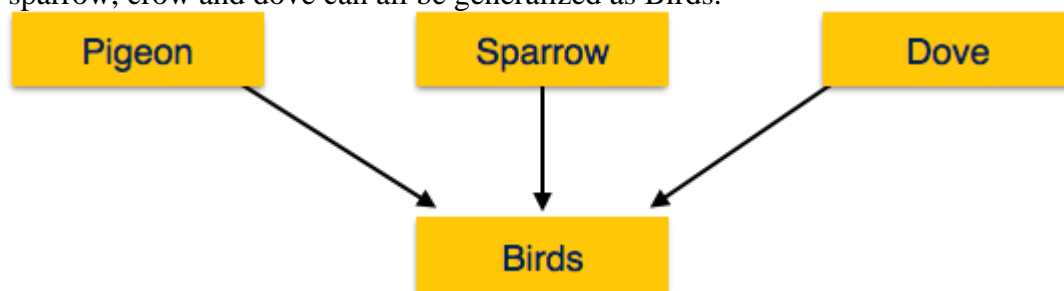 sparrow, crow and dove can all be generalized as Birds.
Pigeon Sparrow Dove
Birds